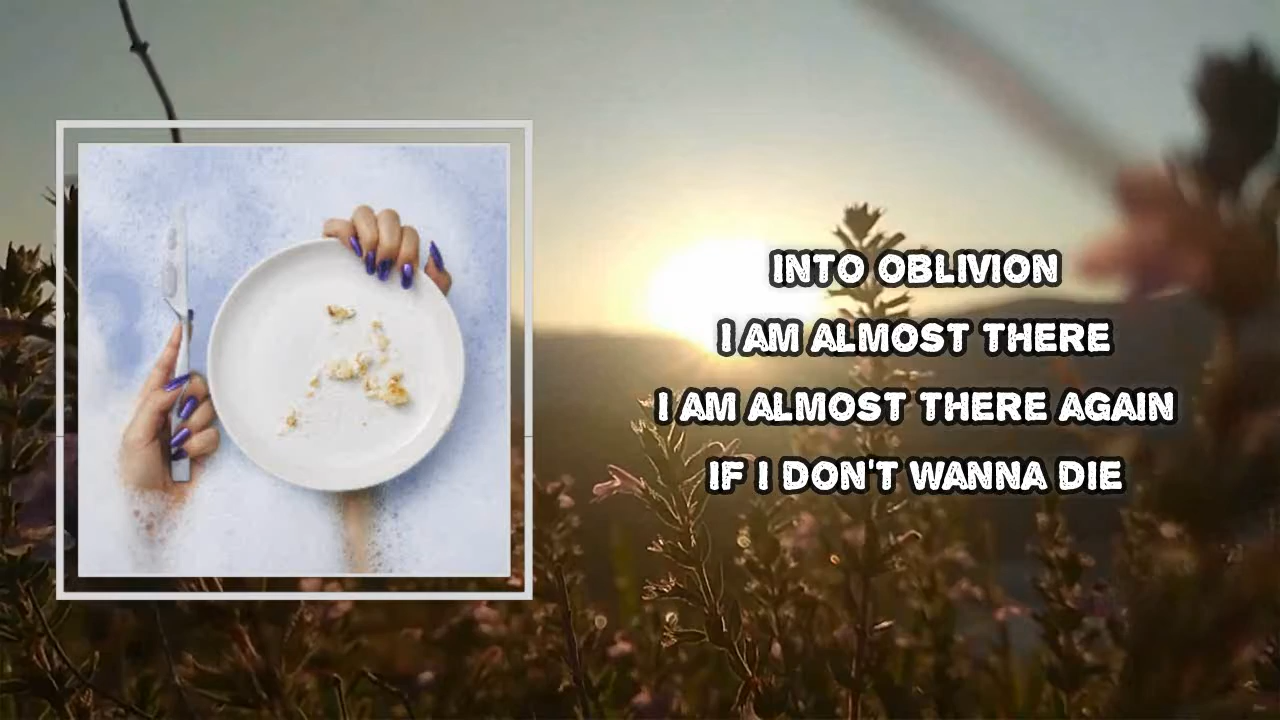 INTO OBLIVION
I AM ALMOST THERE
I AM ALMOST THERE AGAIN
IF I DON'T WANNA DIE